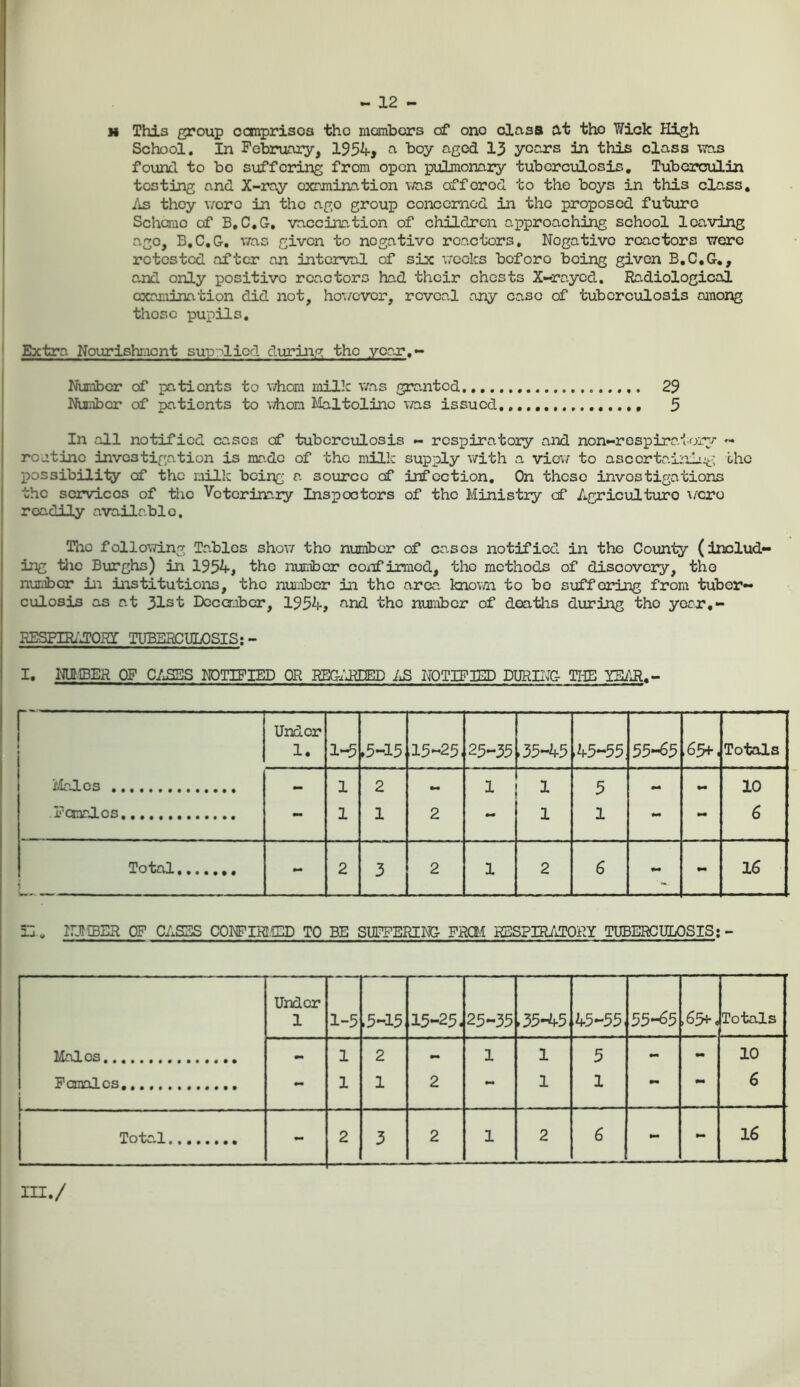 - 12 -
* This group comprises the members of one class at the Wick High
School. In February, 1954, a boy aged 13 years in this class was
found to be suffering from open pulmonary tuberculosis. Tuberculin
testing and X-ray examination was offered to the boys in this class.
As they were in the age group concerned in the proposed future
Scheme of B.C.G. vaccination of children approaching school leaving
age, B.C.G. was given to negative reactors. Negative reactors were
retested after an interval of six weeks before being given B.C.G.,
and only positive reactors had their chests X-rayed. Radiological
examination did not, however, reveal any case of tuberculosis among
these pupils.
Extra Nourishment supplied during the year.-
Number of patients to whom milk was granted.................... 29
Number of patients to whom Maltoline was issued................ 5
In all notified cases of tuberculosis - respiratory and non-respiratory -
routine investigation is made of the milk supply with a view to ascertaining the
possibility of the milk being a source of infection. On these investigations
the services of the Veterinary Inspectors of the Ministry of Agriculture were
readily available.
The following Tables show the number of cases notified in the County (includ-
ing the Burghs) in 1954, the number confirmed, the methods of discovery, the
number in institutions, the number in the area known to be suffering from tuber-
culosis as at 31st December, 1954, and the number of deaths during the year.-
RESPIRATORY TUBERCULOSIS:-
I. NUMBER OF CASES NOTIFIED OR REGARDED AS NOTIFIED DURING THE YEAR.-
Under 1. 1-5 5-15 15-25 25-35 35-45 45-55 55-65 65+. Totals
Males .............. - 1 2 - 1 1 5 - - 10
Females............. - 1 1 2 - 1 1 - - 6
Total....... - 2 3 2 1 2 6 - - 16
II. NUMBER OF CASES CONFIRMED TO BE SUFFERING FROM RESPIRATORY TUBERCULOSIS:-
Under 1 1-5 5-15 15-25 25-35 35-45 45-55 55-65 65+. Totals
Males............... - 1 2 - 1 1 5 - - 10
Females............. - 1 1 2 - 1 1 - - 6
Total........ - 2 3 2 1 2 6 - - 16
III./